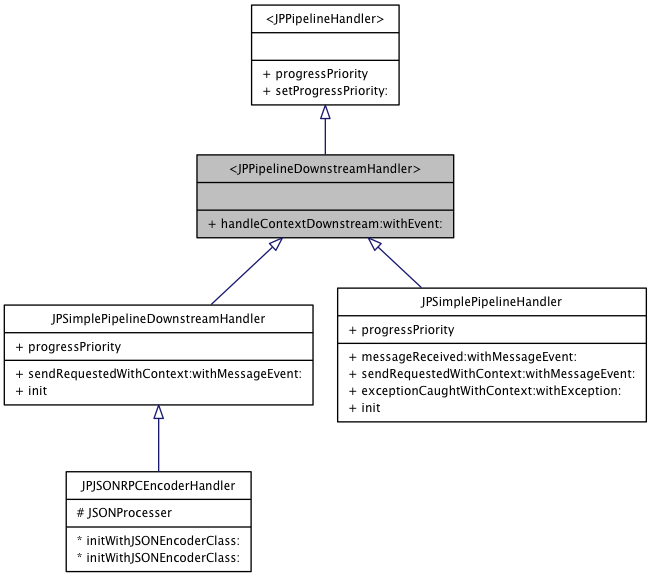 <JPPipelineHandler>
+ progressPriority
+ setProgressPriority:
<JPPipelineDownstreamHandler>
+ handleContextDownstream:withEvent:
JPSimplePipelineDownstreamHandler
+ progressPriority
+ sendRequestedWithContext:withMessageEvent:
+ init
JPSimplePipelineHandler
+ progressPriority
+ messageReceived:withMessageEvent:
+ sendRequestedWithContext:withMessageEvent:
+ exceptionCaughtWithContext:withException:
+ init
JPJSONRPCEncoderHandler
# JSONProcesser
* initWithJSONEncoderClass:
* initWithJSONEncoderClass: